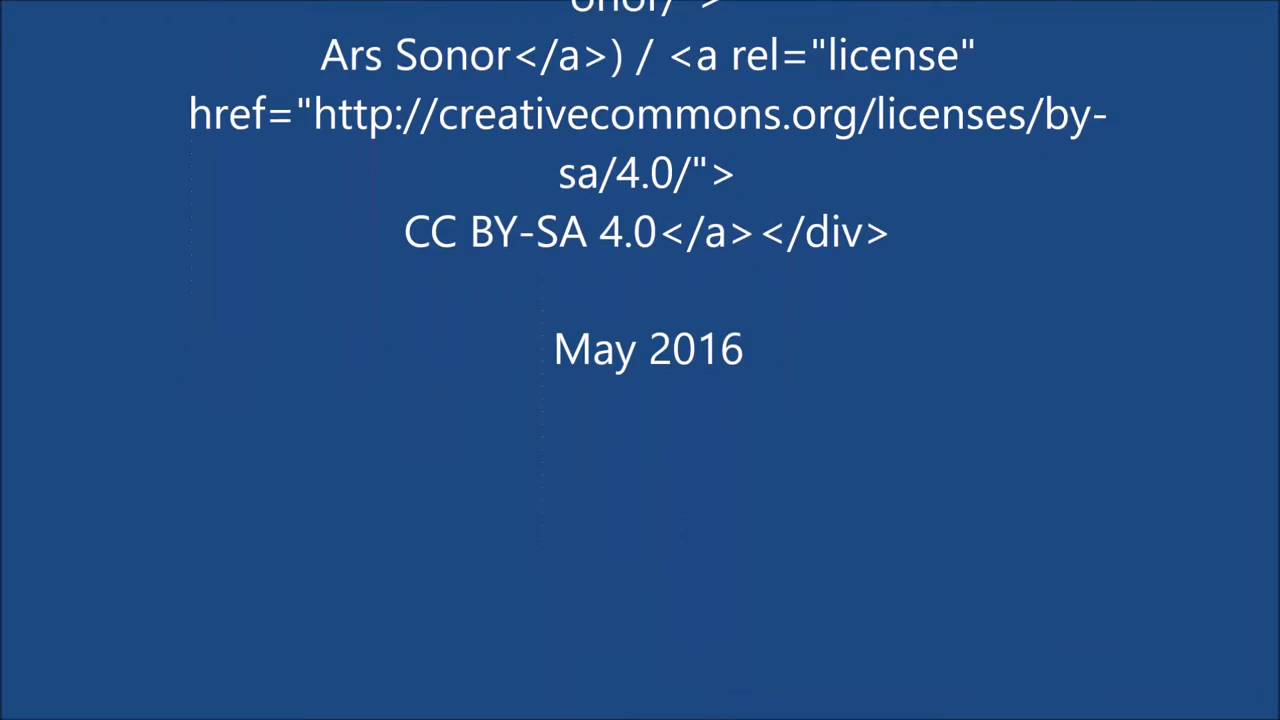 onor/">
Ars Sonor</a>) / <a rel="license"
href="http://creativecommons.org/licenses/by-
sa/4.0/">
CC BY-SA 4.0</a></div>
May 2016